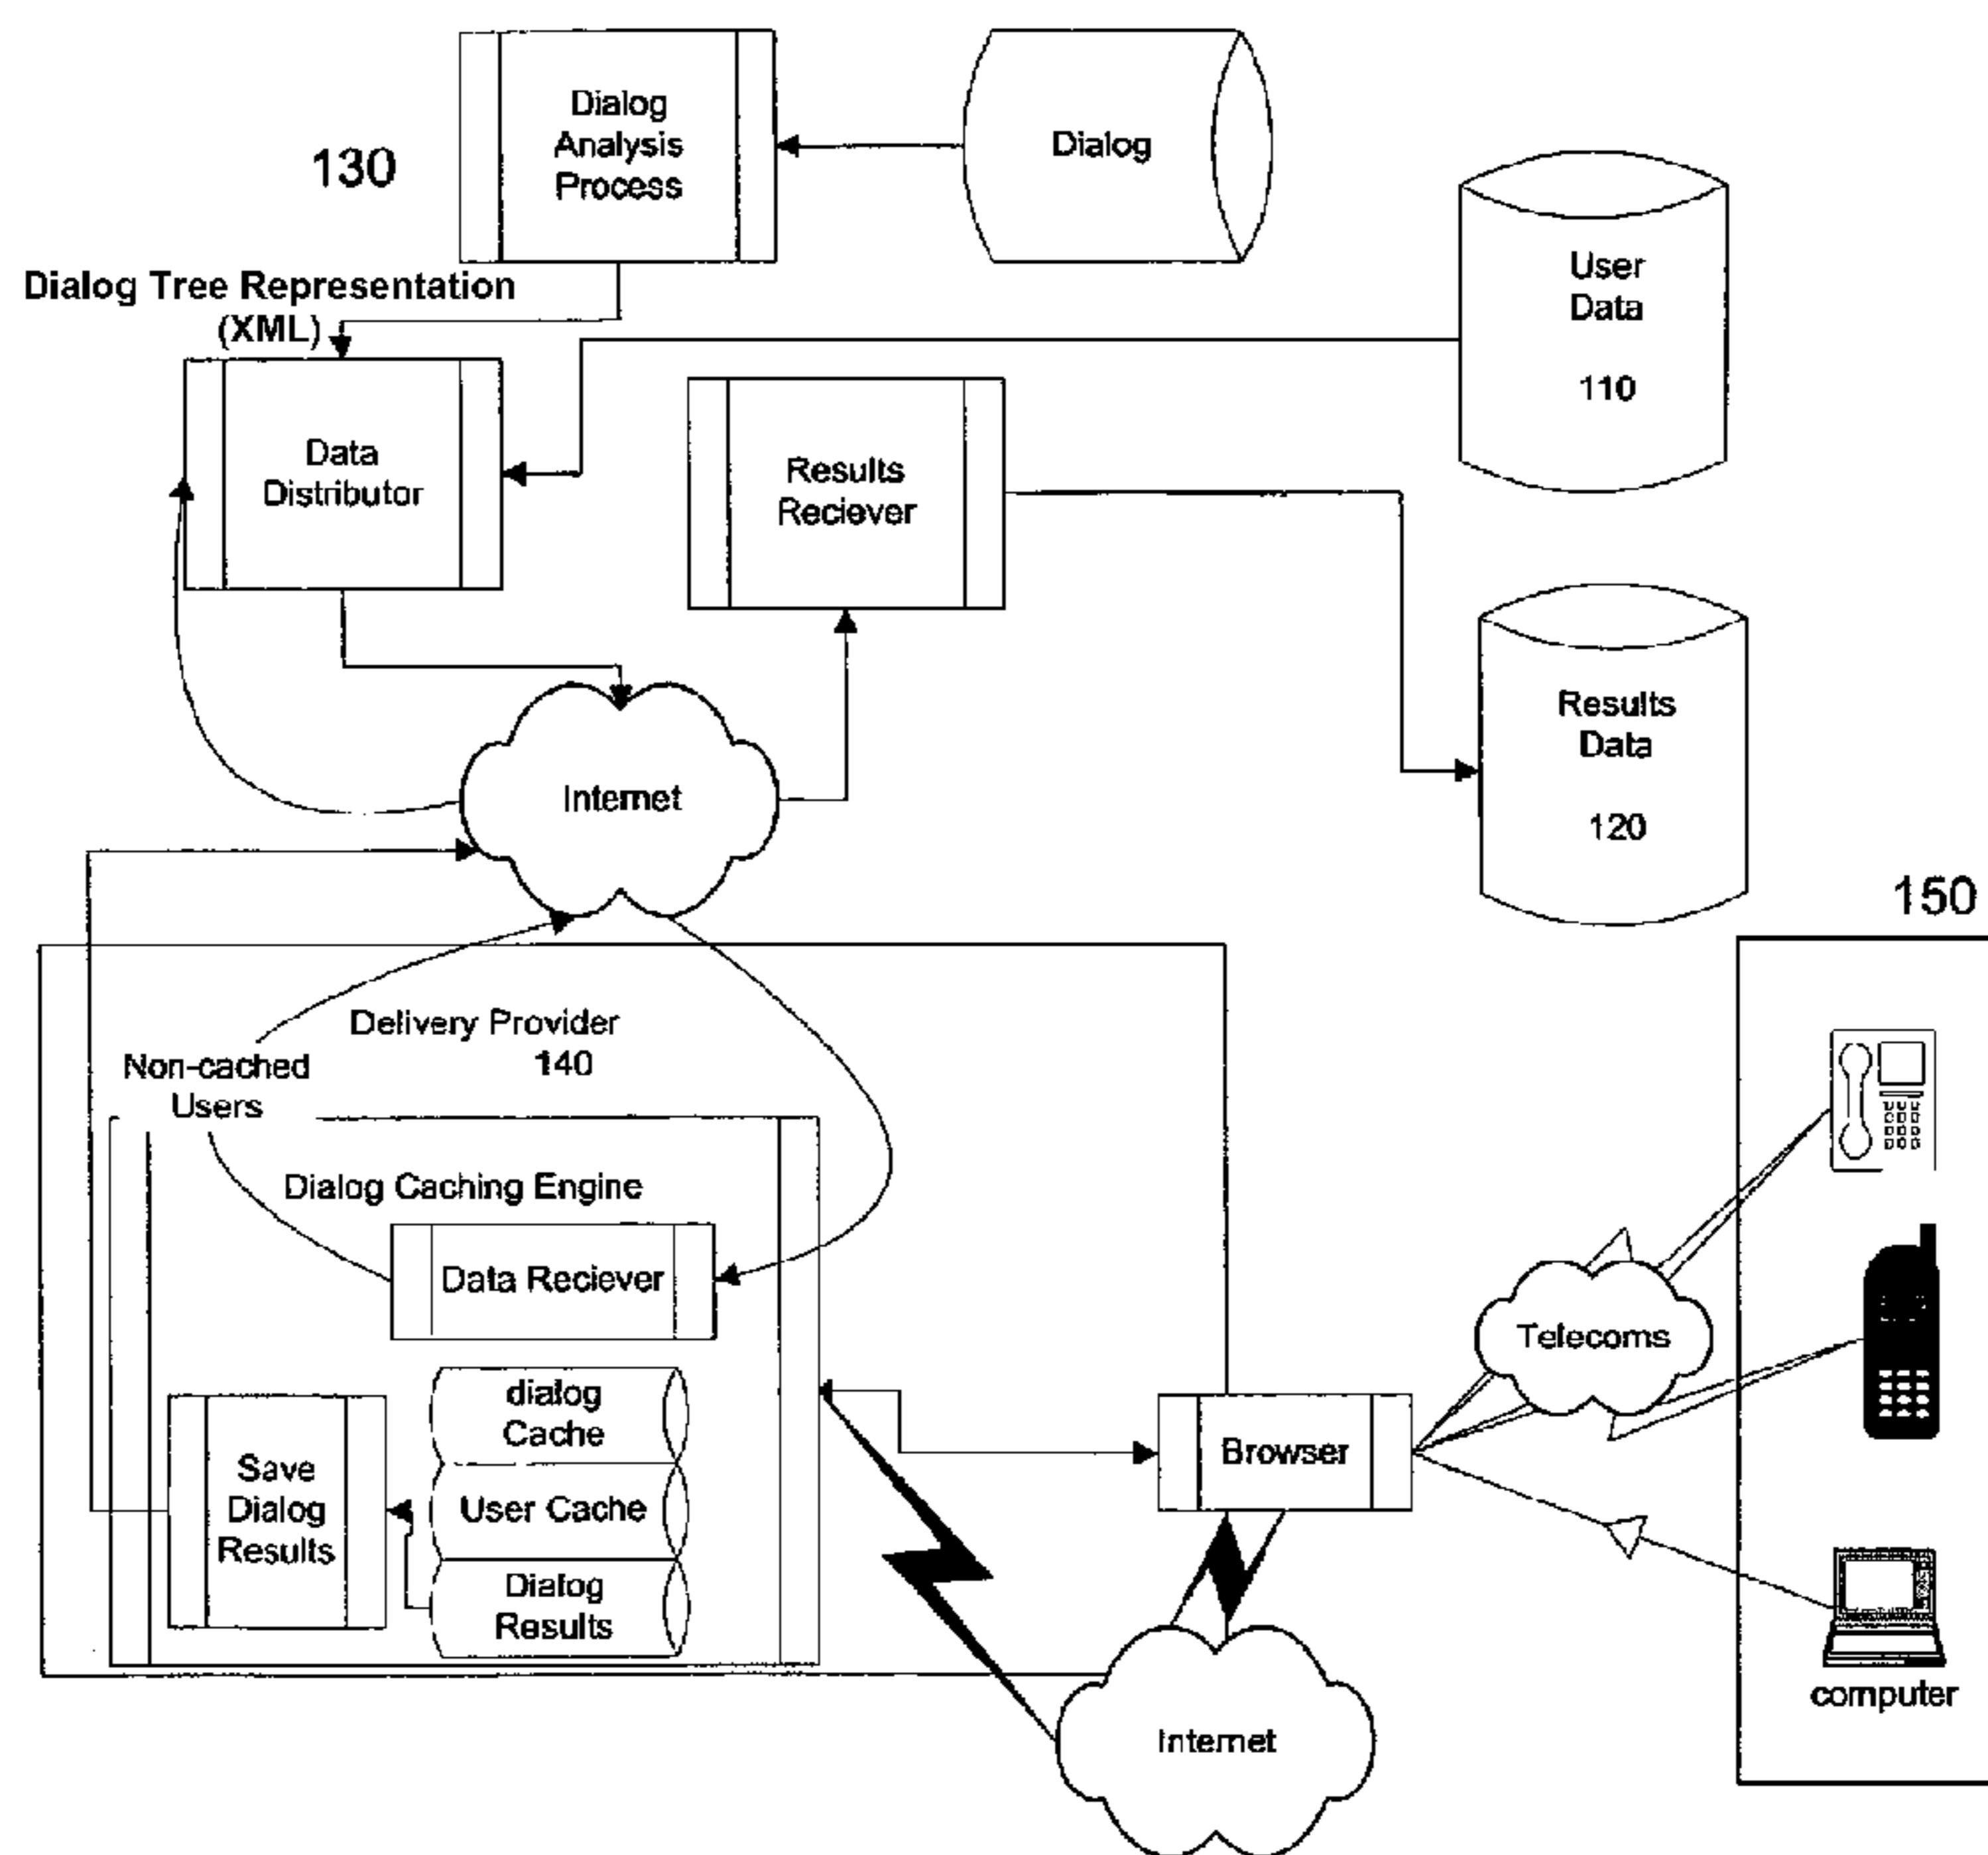 Dialog
Analysis
Process
Dialog
130
User
Data
110
Dialog Tree Representation
(XML)
Data
Distributor
Results
Reciever
Results
Data
120
Internet
150
Delivery Provider
140
Non-cached
Users
Dialog Caching Engine
Data Reciever
Telecoms
dialog
Cache
Save
Dialog
Results
User Cache
Browser
Dialog
Results
computer
Internet